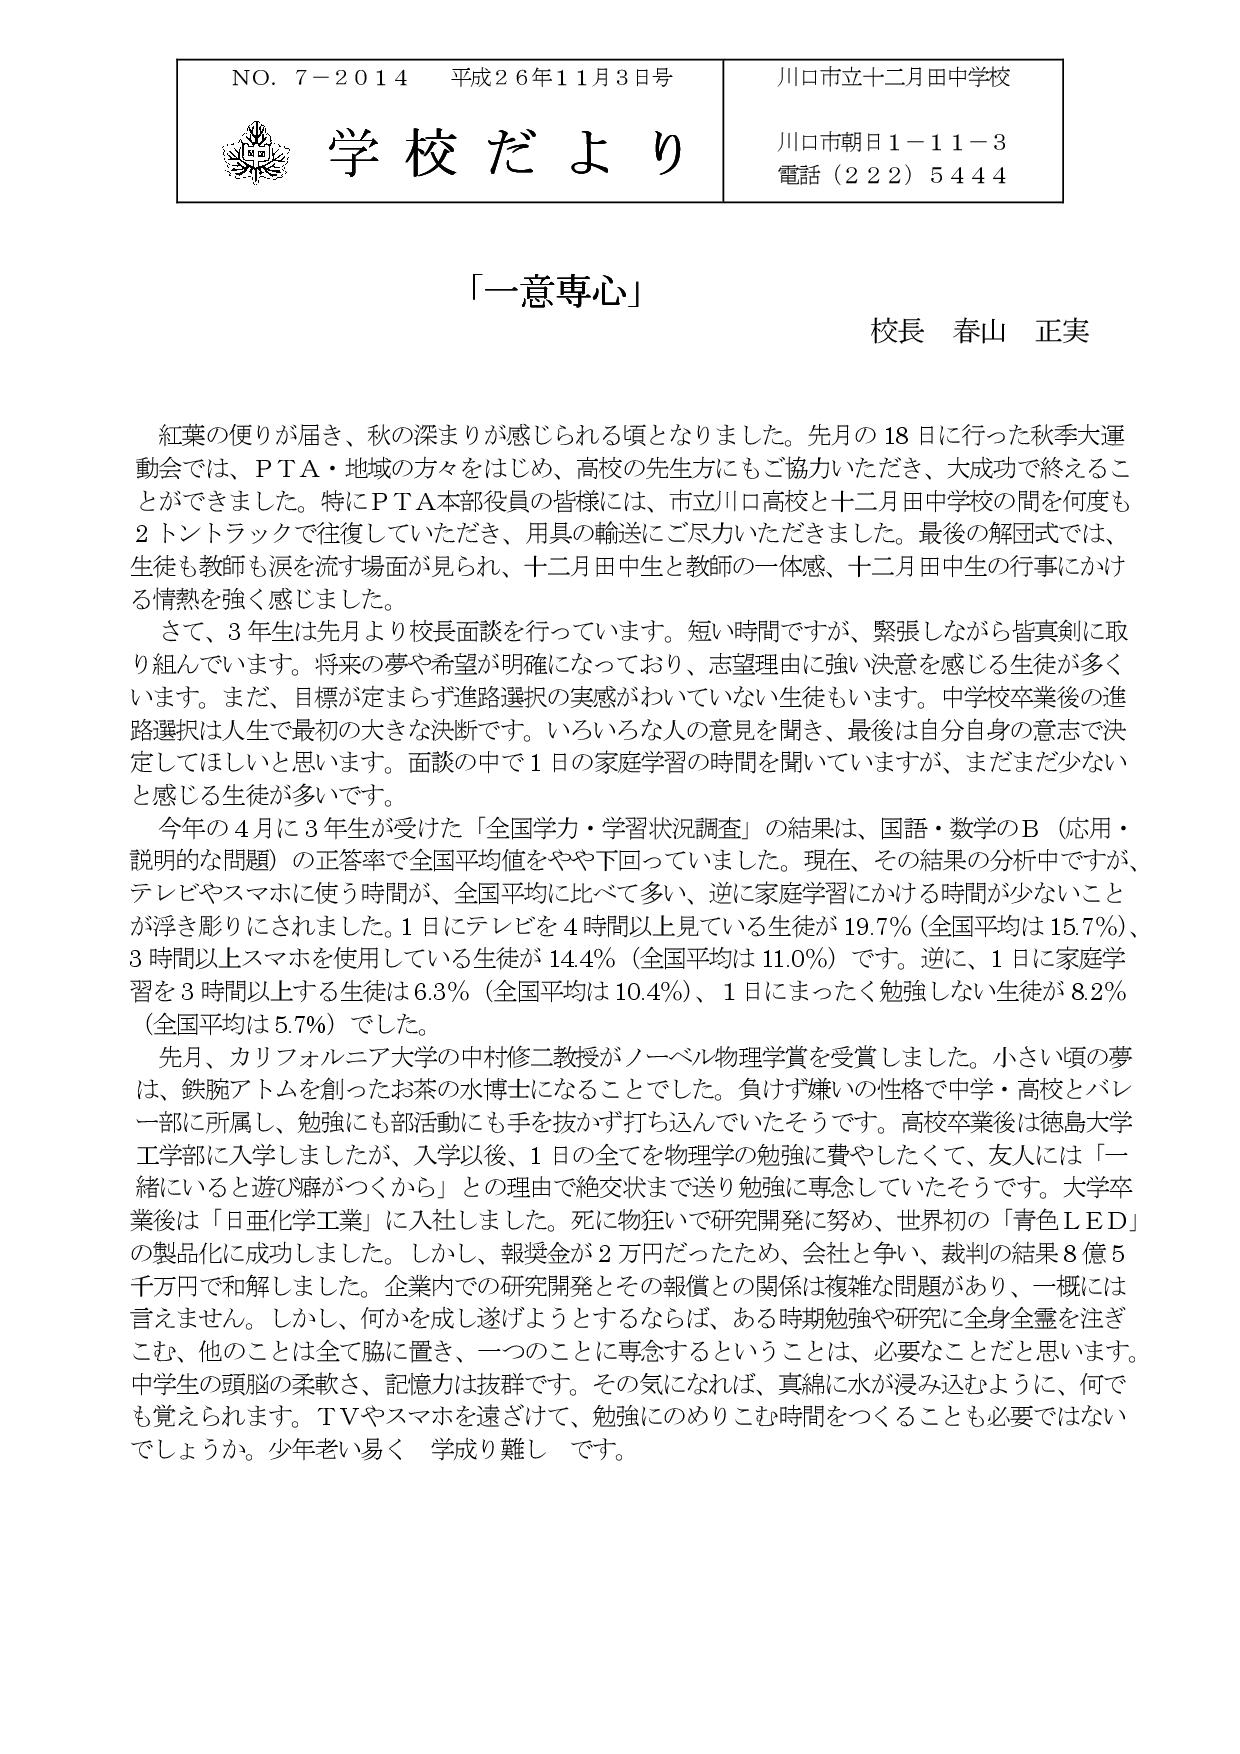 NO．７－２０１４　平成２６年１１月３日号
学校だより
川口市立十二月田中学校
川口市朝日１－１１－３
電話（２２２）５４４４
「一意専心」
校長　春山　正実
紅葉の便りが届き、秋の深まりが感じられる頃となりました。先月の 18 日に行った秋季大運
動会では、ＰＴＡ・地域の方々をはじめ、高校の先生方にもご協力いただき、大成功で終えるこ
とができました。特にＰＴＡ本部役員の皆様には、市立川口高校と十二月田中学校の間を何度も
２トントラックで往復していただき、用具の輸送にご尽力いただきました。最後の解団式では、
生徒も教師も涙を流す場面が見られ、十二月田中生と教師の一体感、十二月田中生の行事にかけ
る情熱を強く感じました。
さて、３年生は先月より校長面談を行っています。短い時間ですが、緊張しながら皆真剣に取
り組んでいます。将来の夢や希望が明確になっており、志望理由に強い決意を感じる生徒が多く
います。まだ、目標が定まらず進路選択の実感がわいていない生徒もいます。中学校卒業後の進
路選択は人生で最初の大きな決断です。いろいろな人の意見を聞き、最後は自分自身の意志で決
定してほしいと思います。面談の中で１日の家庭学習の時間を聞いていますが、まだまだ少ない
と感じる生徒が多いです。
今年の４月に３年生が受けた「全国学力・学習状況調査」の結果は、国語・数学のＢ（応用・
説明的な問題）の正答率で全国平均値をやや下回っていました。現在、その結果の分析中ですが、
テレビやスマホに使う時間が、全国平均に比べて多い、逆に家庭学習にかける時間が少ないこと
が浮き彫りにされました。１日にテレビを４時間以上見ている生徒が 19.7%（全国平均は 15.7%）、
３時間以上スマホを使用している生徒が 14.4%（全国平均は 11.0%）です。逆に、１日に家庭学
習を３時間以上する生徒は 6.3%（全国平均は 10.4%）、１日にまったく勉強しない生徒が 8.2%
（全国平均は 5.7%）でした。
先月、カリフォルニア大学の中村修二教授がノーベル物理学賞を受賞しました。小さい頃の夢
は、鉄腕アトムを創ったお茶の水博士になることでした。負けず嫌いの性格で中学・高校とバレ
ー部に所属し、勉強にも部活動にも手を抜かず打ち込んでいたそうです。高校卒業後は徳島大学
工学部に入学しましたが、入学以後、１日の全てを物理学の勉強に費やしたくて、友人には「一
緒にいると遊び癖がつくから」との理由で絶交状まで送り勉強に専念していたそうです。大学卒
業後は「日亜化学工業」に入社しました。死に物狂いで研究開発に努め、世界初の「青色ＬＥＤ」
の製品化に成功しました。しかし、報奨金が２万円だったため、会社と争い、裁判の結果８億５
千万円で和解しました。企業内での研究開発とその報償との関係は複雑な問題があり、一概には
言えません。しかし、何かを成し遂げようとするならば、ある時期勉強や研究に全身全霊を注ぎ
こむ、他のことは全て脇に置き、一つのことに専念するということは、必要なことだと思います。
中学生の頭脳の柔軟さ、記憶力は抜群です。その気になれば、真綿に水が浸み込むように、何で
も覚えられます。ＴＶやスマホを遠ざけて、勉強にのめりこむ時間をつくることも必要ではない
でしょうか。少年老い易く　学成り難し　です。